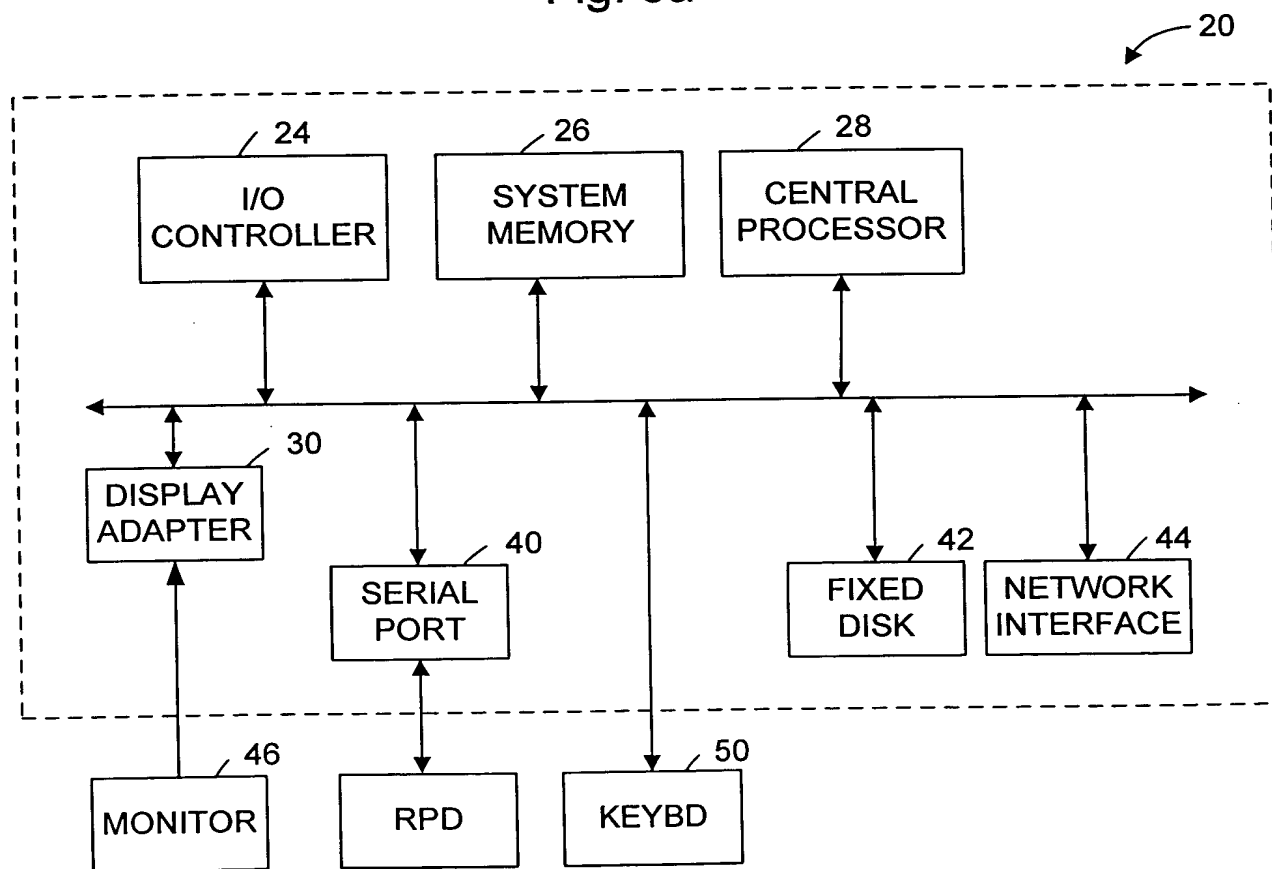 20
24
26
28
I/O
CONTROLLER
SYSTEM
MEMORY
CENTRAL
PROCESSOR
30
DISPLAY
ADAPTER
40
SERIAL
PORT
42
FIXED
DISK
44
NETWORK
INTERFACE
46
MONITOR
RPD
50
KEYBD